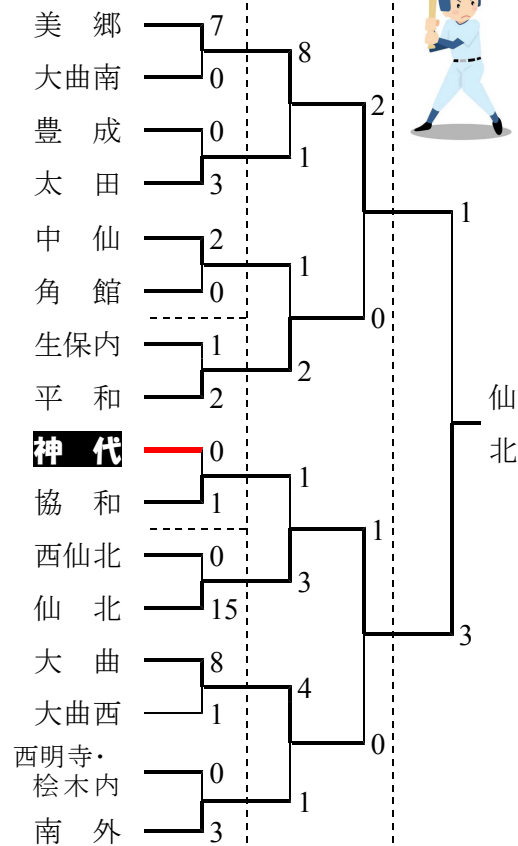 美　郷 7
8
大曲南 0
2
豊　成 0
1
太　田 3
1
中　仙 2
1
角　館 0
0
生保内 1
2
平　和 2
仙
北
神　代 0
1
協　和 1
1
西仙北 0
3
仙　北 15
3
大　曲 8
4
大曲西 1
0
西明寺・
桧木内 0
1
南　外 3